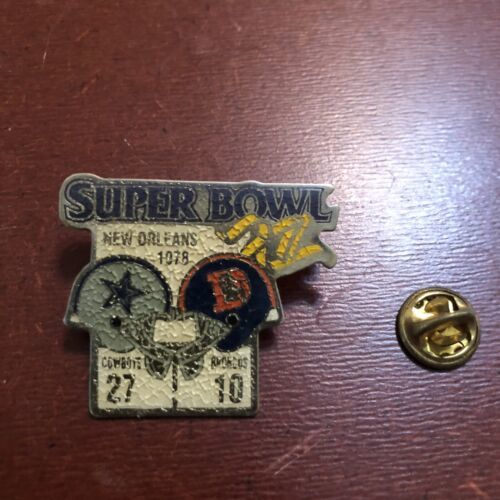 SUPER BOWL
XII
NEW ORLEANS
1978
D
COWBOYS BRONCOS
27 10